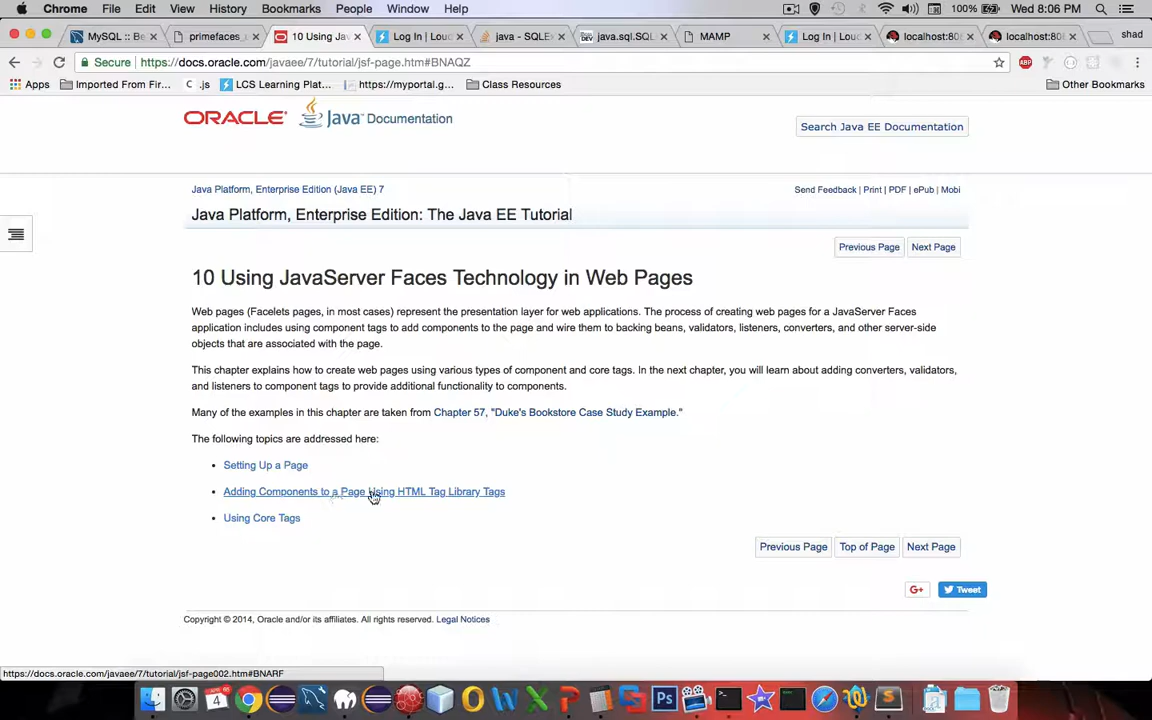 Chrome File Edit View History Bookmarks People Window Help 100% Wed 8:06 PM
MySQL :: Be primefaces_ 10 Using Jav Log In | Lou java - SQLEx java.sql.SQL MAMP Log In | Lou localhost:80 localhost:80 shad
Secure https://docs.oracle.com/javaee/7/tutorial/jsf-page.htm#BNAQZ
Apps Imported From Fir... .js LCS Learning Plat... https://myportal.g... Class Resources Other Bookmarks
ORACLE Java Documentation
Search Java EE Documentation
Java Platform, Enterprise Edition (Java EE) 7
Send Feedback | Print | PDF | ePub | Mobi
Java Platform, Enterprise Edition: The Java EE Tutorial
Previous Page Next Page
10 Using JavaServer Faces Technology in Web Pages
Web pages (Facelets pages, in most cases) represent the presentation layer for web applications. The process of creating web pages for a JavaServer Faces
application includes using component tags to add components to the page and wire them to backing beans, validators, listeners, converters, and other server-side
objects that are associated with the page.
This chapter explains how to create web pages using various types of component and core tags. In the next chapter, you will learn about adding converters, validators,
and listeners to component tags to provide additional functionality to components.
Many of the examples in this chapter are taken from Chapter 57, "Duke's Bookstore Case Study Example."
The following topics are addressed here:
Setting Up a Page
Adding Components to a Page Using HTML Tag Library Tags
Using Core Tags
Previous Page Top of Page Next Page
G+ Tweet
Copyright © 2014, Oracle and/or its affiliates. All rights reserved. Legal Notices
https://docs.oracle.com/javaee/7/tutorial/jsf-page002.htm#BNARF